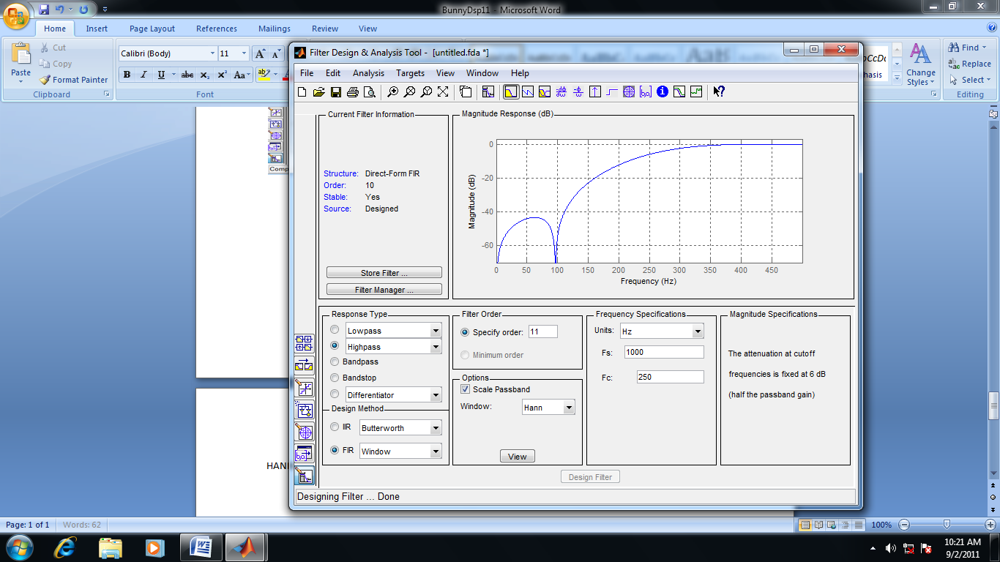 BunnyDsp11 - Microsoft Word
Home Insert Page Layout References Mailings Review View
Paste
Cut
Copy
Format Painter
Clipboard
Calibri (Body) 11
B I U abc X₂ X² Aa
Font
Change Styles
Find
Replace
Select
Editing
Filter Design & Analysis Tool - [untitled.fda *]
File Edit Analysis Targets View Window Help
Current Filter Information
Structure: Direct-Form FIR
Order: 10
Stable: Yes
Source: Designed
Store Filter ...
Filter Manager ...
Magnitude Response (dB)
Magnitude (dB)
0
-20
-40
-60
0 50 100 150 200 250 300 350 400 450
Frequency (Hz)
Response Type
Lowpass
Highpass
Bandpass
Bandstop
Differentiator
Design Method
IIR Butterworth
FIR Window
Filter Order
Specify order: 11
Minimum order
Options
Scale Passband
Window: Hann
View
Frequency Specifications
Units: Hz
Fs: 1000
Fc: 250
Magnitude Specifications
The attenuation at cutoff
frequencies is fixed at 6 dB
(half the passband gain)
Design Filter
Designing Filter ... Done
Page: 1 of 1 Words: 62
100%
10:21 AM
9/2/2011